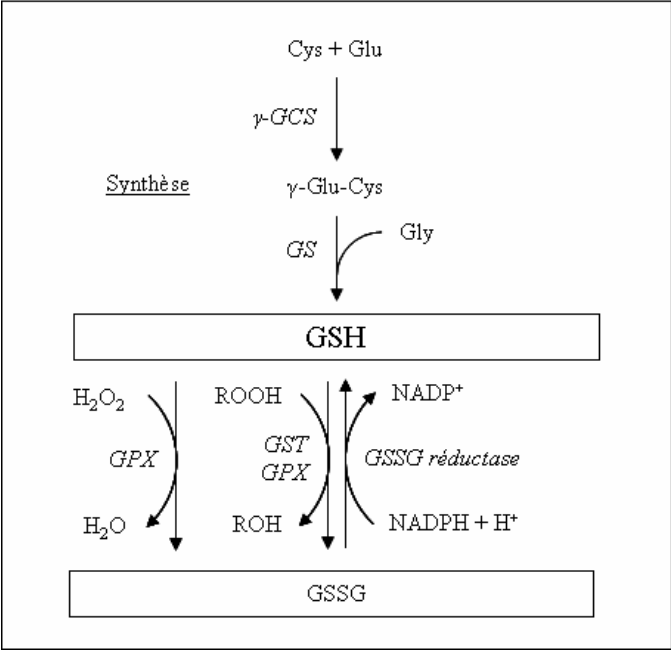 Cys + Glu
γ-GCS
Synthèse
γ-Glu-Cys
GS
Gly
GSH
H₂O₂
ROOH
NADP⁺
GPX
GST
GPX
GSSG réductase
H₂O
ROH
NADPH + H⁺
GSSG